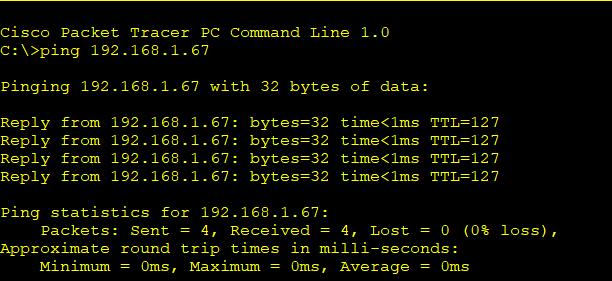 Cisco Packet Tracer PC Command Line 1.0
C:\>ping 192.168.1.67
Pinging 192.168.1.67 with 32 bytes of data:
Reply from 192.168.1.67: bytes=32 time<1ms TTL=127
Reply from 192.168.1.67: bytes=32 time<1ms TTL=127
Reply from 192.168.1.67: bytes=32 time<1ms TTL=127
Reply from 192.168.1.67: bytes=32 time<1ms TTL=127
Ping statistics for 192.168.1.67:
Packets: Sent = 4, Received = 4, Lost = 0 (0% loss),
Approximate round trip times in milli-seconds:
Minimum = 0ms, Maximum = 0ms, Average = 0ms